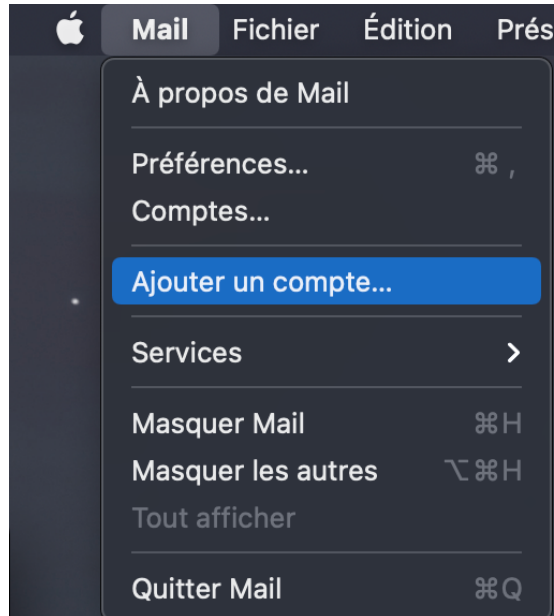 Mail Fichier Édition Prés
À propos de Mail
Préférences... ⌘ ,
Comptes...
Ajouter un compte...
Services
Masquer Mail ⌘H
Masquer les autres ⌥⌘H
Tout afficher
Quitter Mail ⌘Q